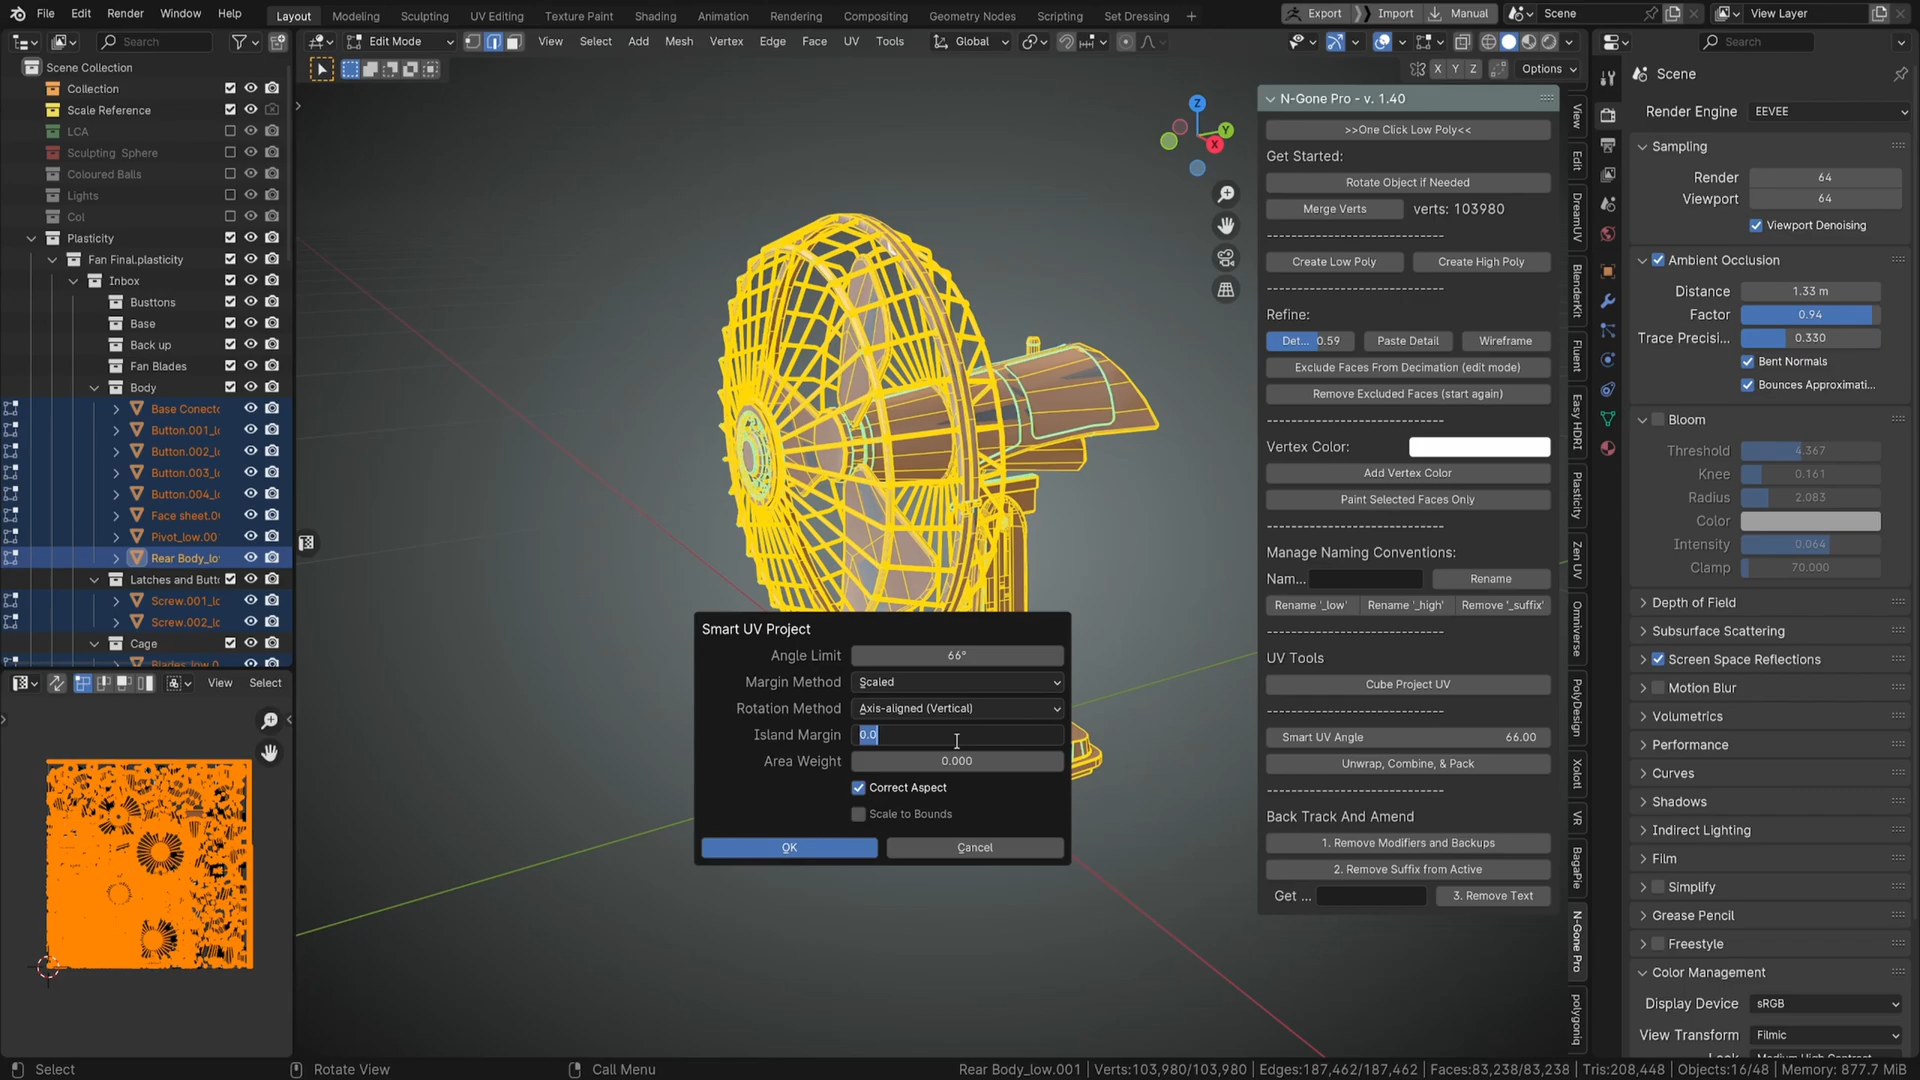 File Edit Render Window Help Layout Modeling Sculpting UV Editing Texture Paint Shading Animation Rendering Compositing Geometry Nodes Scripting Set Dressing + Export Import Manual Scene View Layer
Search Edit Mode View Select Add Mesh Vertex Edge Face UV Tools Global Search
X Y Z Options
Scene Collection
Collection
Scale Reference
LCA
Sculpting Sphere
Coloured Balls
Lights
Col
Plasticity
Fan Final.plasticity
Inbox
Busttons
Base
Back up
Fan Blades
Body
Base Conecto
Button.001_lo
Button.002_lo
Button.003_lo
Button.004_lo
Face sheet.00
Pivot_low.001
Rear Body_low
Latches and Butto
Screw.001_lo
Screw.002_lo
Cage
Blades_low.0
View Select
Z
Y
X
Smart UV Project
Angle Limit 66°
Margin Method Scaled
Rotation Method Axis-aligned (Vertical)
Island Margin 0.0
Area Weight 0.000
Correct Aspect
Scale to Bounds
OK Cancel
N-Gone Pro - v. 1.40
>>One Click Low Poly<<
Get Started:
Rotate Object if Needed
Merge Verts verts: 103980
---------------------------
Create Low Poly Create High Poly
---------------------------
Refine:
Det... 0.59 Paste Detail Wireframe
Exclude Faces From Decimation (edit mode)
Remove Excluded Faces (start again)
---------------------------
Vertex Color:
Add Vertex Color
Paint Selected Faces Only
---------------------------
Manage Naming Conventions:
Nam... Rename
Rename '_low' Rename '_high' Remove '_suffix'
---------------------------
UV Tools
Cube Project UV
---------------------------
Smart UV Angle 66.00
Unwrap, Combine, & Pack
---------------------------
Back Track And Amend
1. Remove Modifiers and Backups
2. Remove Suffix from Active
Get ... 3. Remove Text
View
Edit
DreamUV
BlenderKit
Fluent
Easy HDRI
Plasticity
Zen UV
Omniverse
PolyDesign
Xolotl
VR
BagaPie
N-Gone Pro
polygoniq
Scene
Render Engine EEVEE
Sampling
Render 64
Viewport 64
Viewport Denoising
Ambient Occlusion
Distance 1.33 m
Factor 0.94
Trace Precisi... 0.330
Bent Normals
Bounces Approximati...
Bloom
Threshold 4.367
Knee 0.161
Radius 2.083
Color
Intensity 0.064
Clamp 70.000
Depth of Field
Subsurface Scattering
Screen Space Reflections
Motion Blur
Volumetrics
Performance
Curves
Shadows
Indirect Lighting
Film
Simplify
Grease Pencil
Freestyle
Color Management
Display Device sRGB
View Transform Filmic
Look Medium High Contrast
Select Rotate View Call Menu Rear Body_low.001 | Verts:103,980/103,980 | Edges:187,462/187,462 | Faces:83,238/83,238 | Tris:208,448 | Objects:16/48 | Memory: 877.7 MiB